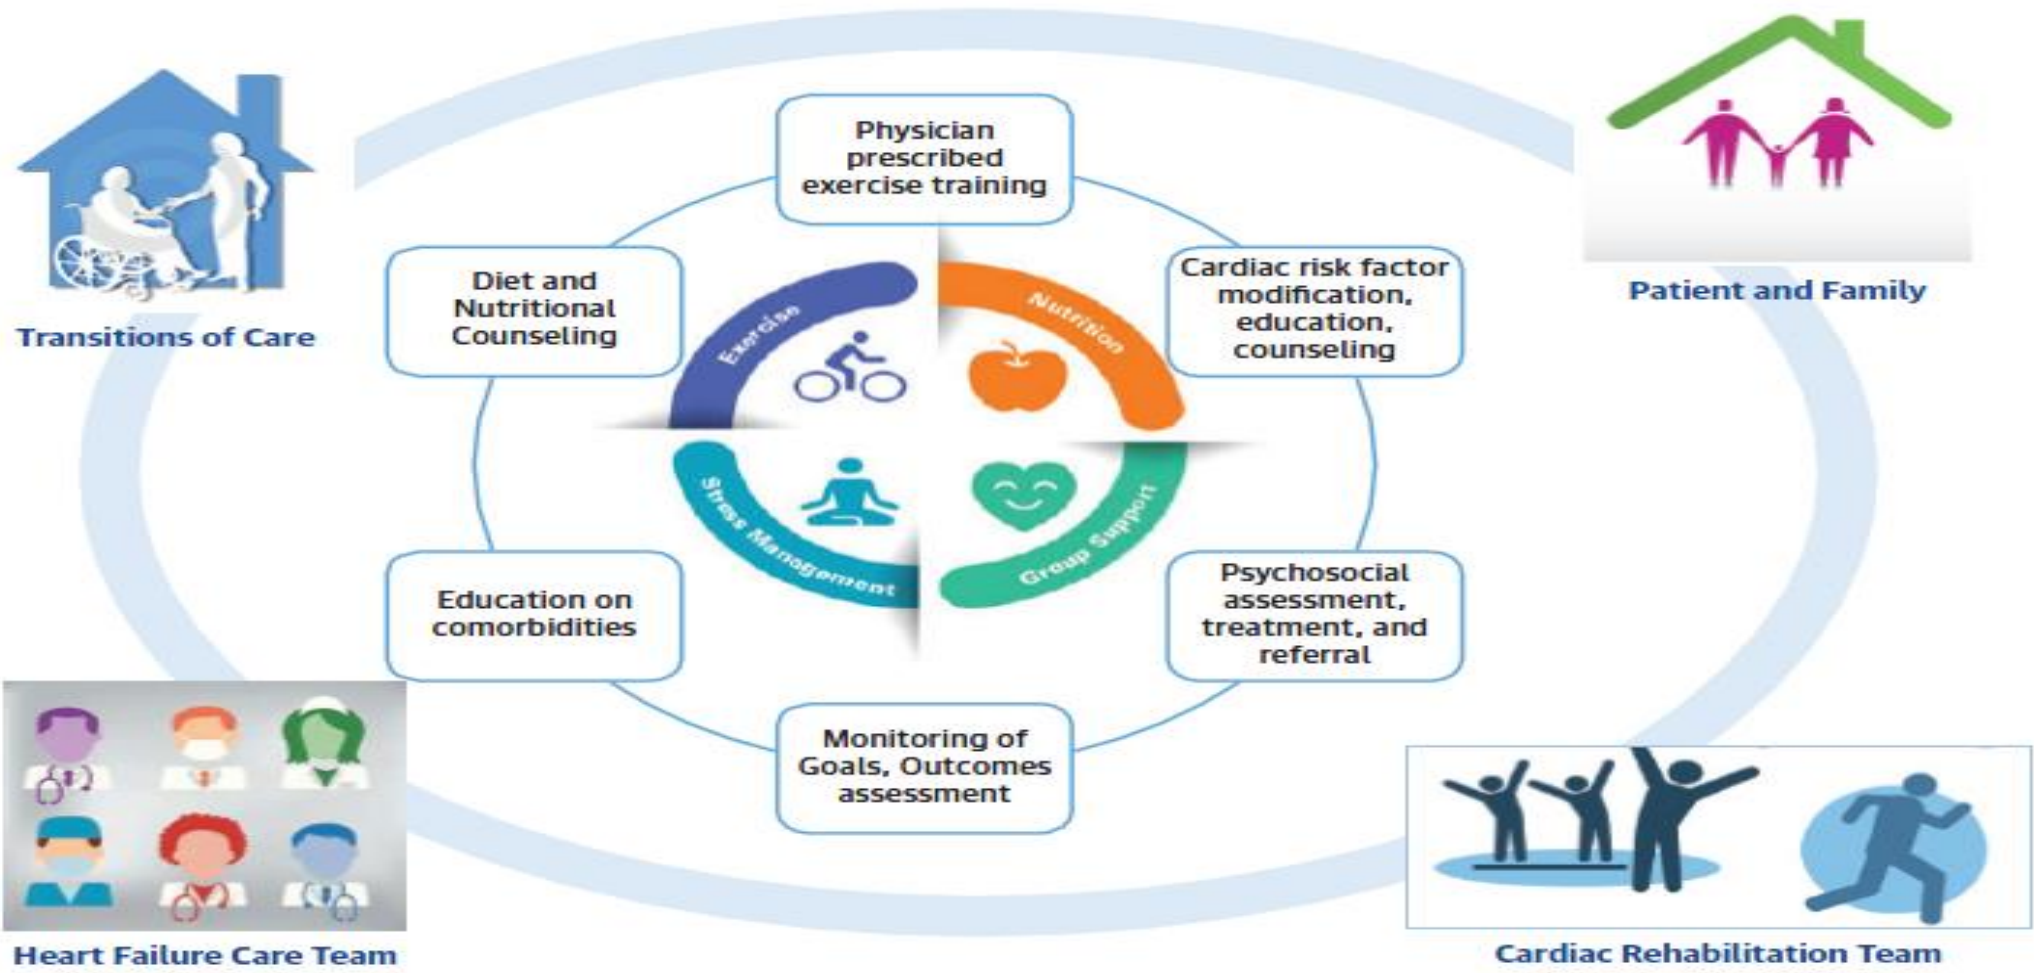 Physician
prescribed
exercise training
Diet and
Nutritional
Counseling
Cardiac risk factor
modification,
education,
counseling
Exercise
Nutrition
Patient and Family
Transitions of Care
Stress Management
Group Support
Education on
comorbidities
Psychosocial
assessment,
treatment, and
referral
Monitoring of
Goals, Outcomes
assessment
Heart Failure Care Team
Cardiac Rehabilitation Team